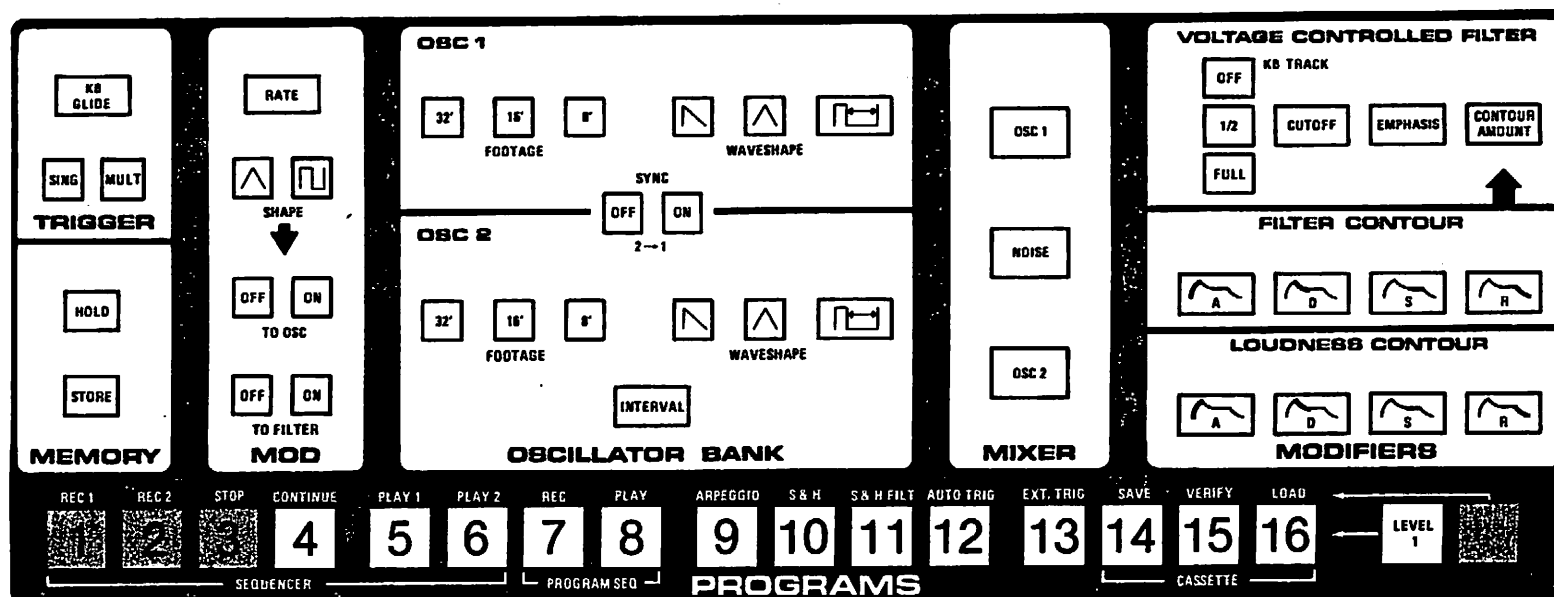 KB
GLIDE
SING MULT
TRIGGER
HOLD
STORE
MEMORY
RATE
SHAPE
OFF ON
TO OSC
OFF ON
TO FILTER
MOD
OSC 1
32' 16' 8'
FOOTAGE
WAVESHAPE
SYNC
OFF ON
2→1
OSC 2
32' 16' 8'
FOOTAGE
WAVESHAPE
INTERVAL
OSCILLATOR BANK
OSC 1
NOISE
OSC 2
MIXER
VOLTAGE CONTROLLED FILTER
OFF KB TRACK
1/2 CUTOFF EMPHASIS CONTOUR
AMOUNT
FULL
FILTER CONTOUR
A D S R
LOUDNESS CONTOUR
A D S R
MODIFIERS
REC 1 REC 2 STOP CONTINUE PLAY 1 PLAY 2 REC PLAY ARPEGGIO S & H S & H FILT AUTO TRIG EXT. TRIG SAVE VERIFY LOAD
1 2 3 4 5 6 7 8 9 10 11 12 13 14 15 16 LEVEL
1
SEQUENCER PROGRAM SEQ PROGRAMS CASSETTE